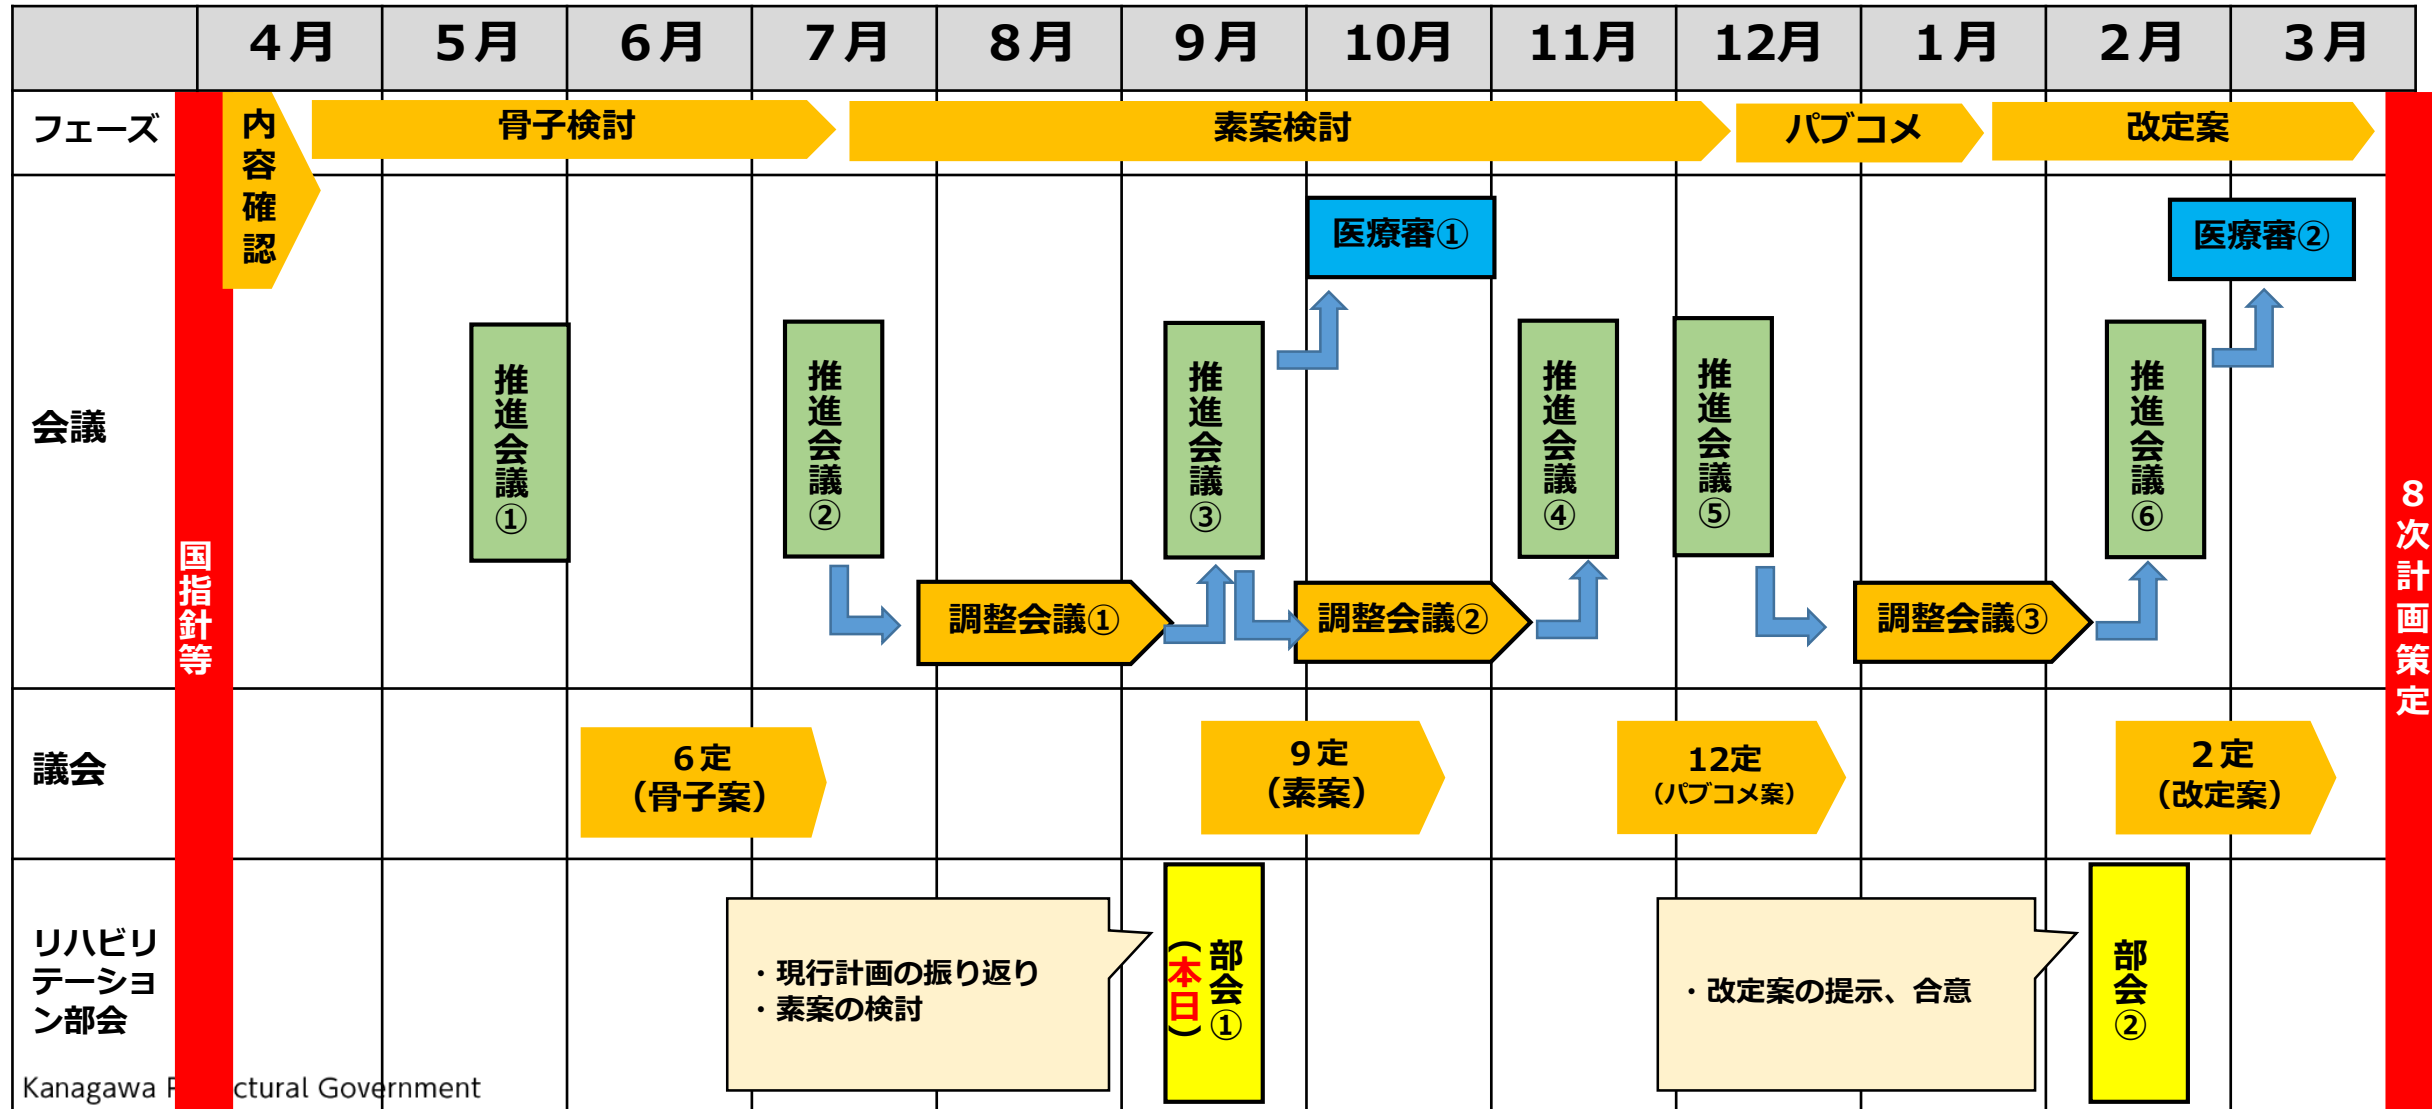 4月
5月
6月
7月
8月
9月
10月
11月
12月
1月
2月
3月
フェーズ
内容確認
骨子検討
素案検討
パブコメ
改定案
国指針等
8次計画策定
会議
医療審①
医療審②
推進会議①
推進会議②
推進会議③
推進会議④
推進会議⑤
推進会議⑥
調整会議①
調整会議②
調整会議③
議会
6定
（骨子案）
9定
（素案）
12定
（パブコメ案）
2定
（改定案）
リハビリ
テーショ
ン部会
・現行計画の振り返り
・素案の検討
部会①
（本日）
・改定案の提示、合意
部会②
Kanagawa P ctural Government